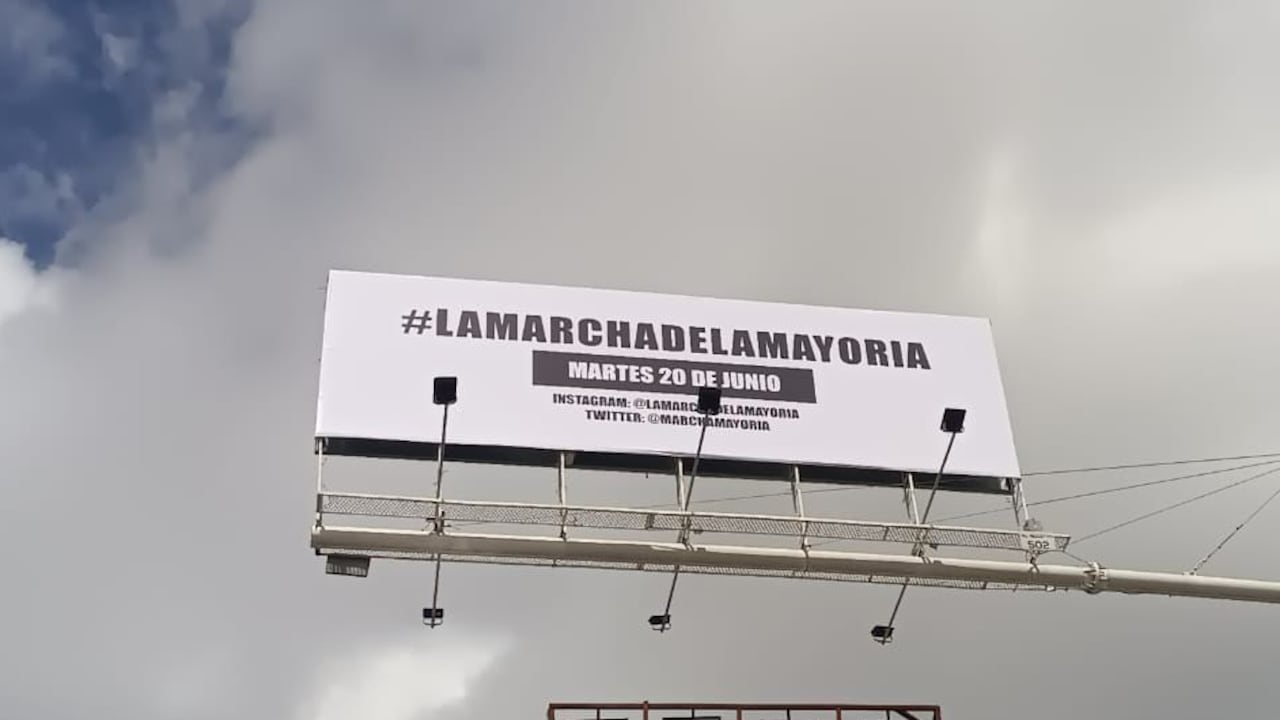 #LAMARCHADELAMAYORIA
MARTES 20 DE JUNIO
INSTAGRAM: @LAMARCHADELAMAYORIA
TWITTER: @MARCHAMAYORIA
502